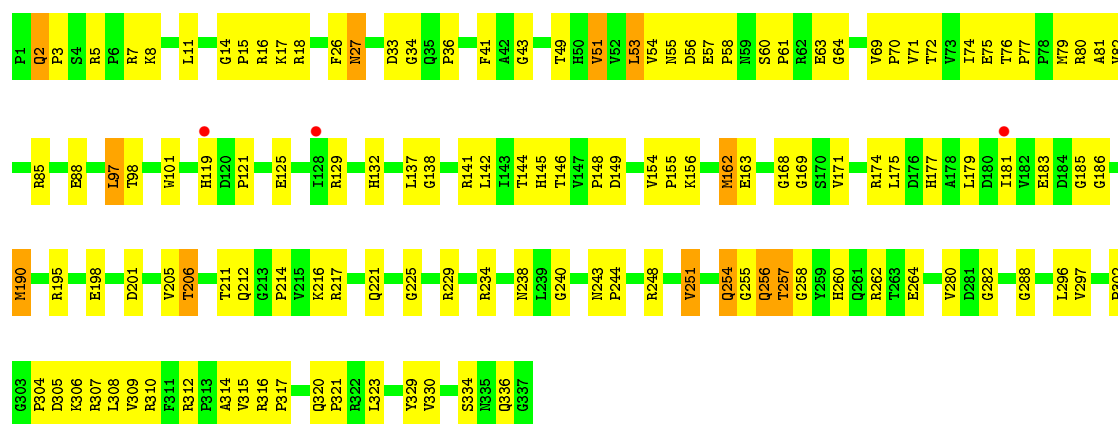 P1 Q2 P3 S4 R5 P6 R7 K8 L11 G14 P15 R16 K17 R18 F26 N27 D33 G34 Q35 P36 F41 A42 G43 T49 H50 V51 V52 L53 V54 N55 D56 E57 P58 N59 S60 P61 R62 E63 G64 V69 P70 V71 T72 V73 I74 E75 T76 P77 P78 M79 R80 A81 V82
R85 E88 L97 T98 W101 H119 D120 P121 E125 I128 R129 H132 L137 G138 R141 L142 I143 T144 H145 T146 V147 P148 D149 V154 P155 K156 M162 E163 G168 G169 S170 V171 R174 L175 D176 H177 A178 L179 D180 I181 V182 E183 D184 G185 G186
M190 R195 E198 D201 V205 T206 T211 Q212 G213 P214 V215 K216 R217 Q221 G225 R229 R234 N238 L239 G240 N243 P244 R248 V251 Q254 G255 Q256 T257 G258 Y259 H260 Q261 R262 T263 E264 V280 D281 G282 G288 L296 V297 P302
G303 P304 D305 K306 R307 L308 V309 R310 F311 R312 P313 A314 V315 R316 P317 Q320 P321 R322 L323 Y329 V330 S334 N335 Q336 G337